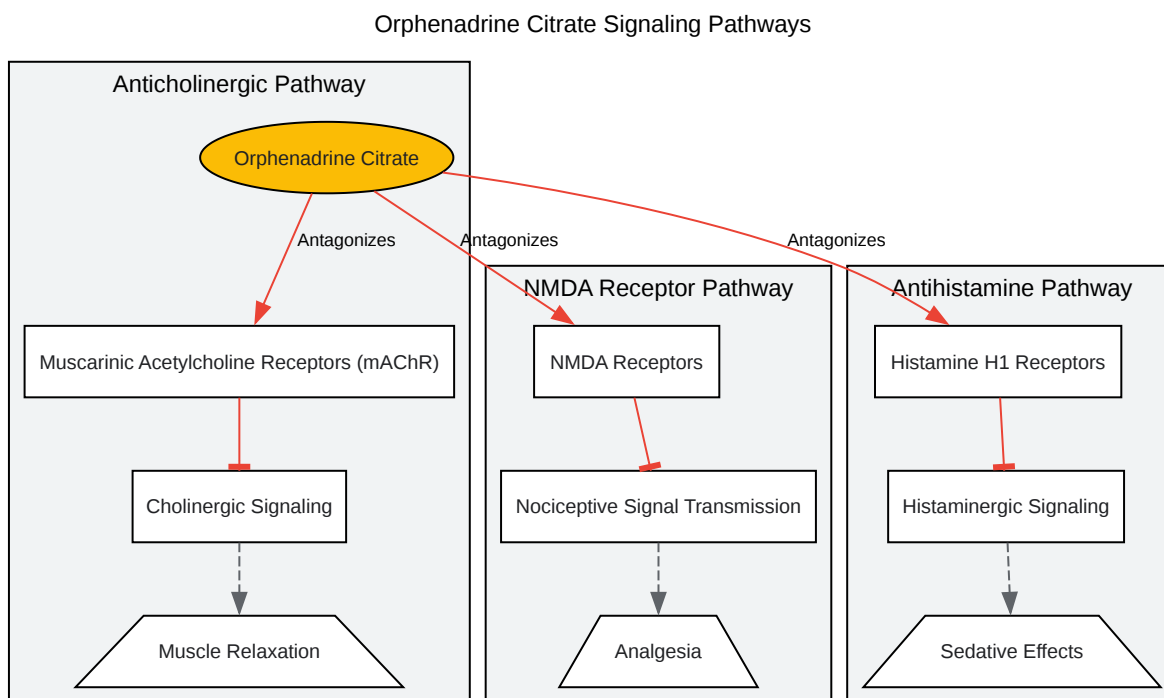 Orphenadrine Citrate Signaling Pathways
Anticholinergic Pathway
Orphenadrine Citrate
Antagonizes
Antagonizes
Antagonizes
NMDA Receptor Pathway
Antihistamine Pathway
Muscarinic Acetylcholine Receptors (mAChR)
NMDA Receptors
Histamine H1 Receptors
Cholinergic Signaling
Nociceptive Signal Transmission
Histaminergic Signaling
Muscle Relaxation
Analgesia
Sedative Effects